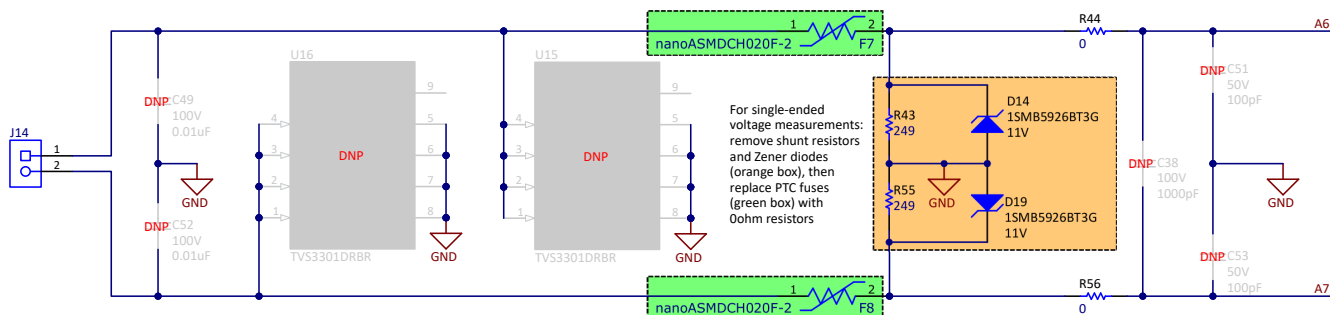 J14
1
2
DNP
C49
100V
0.01uF
GND
DNP
C52
100V
0.01uF
U16
9
4
5
3
DNP
6
2
7
1
8
TVS3301DRBR
GND
U15
9
4
5
3
DNP
6
2
7
1
8
TVS3301DRBR
GND
1
2
nanoASMDCH020F-2
F7
For single-ended
voltage measurements:
remove shunt resistors
and Zener diodes
(orange box), then
replace PTC fuses
(green box) with
0ohm resistors
1
2
nanoASMDCH020F-2
F8
R43
249
D14
1SMB5926BT3G
11V
GND
R55
249
D19
1SMB5926BT3G
11V
R44
0
R56
0
DNP
C38
100V
1000pF
DNP
C51
50V
100pF
GND
DNP
C53
50V
100pF
A6
A7